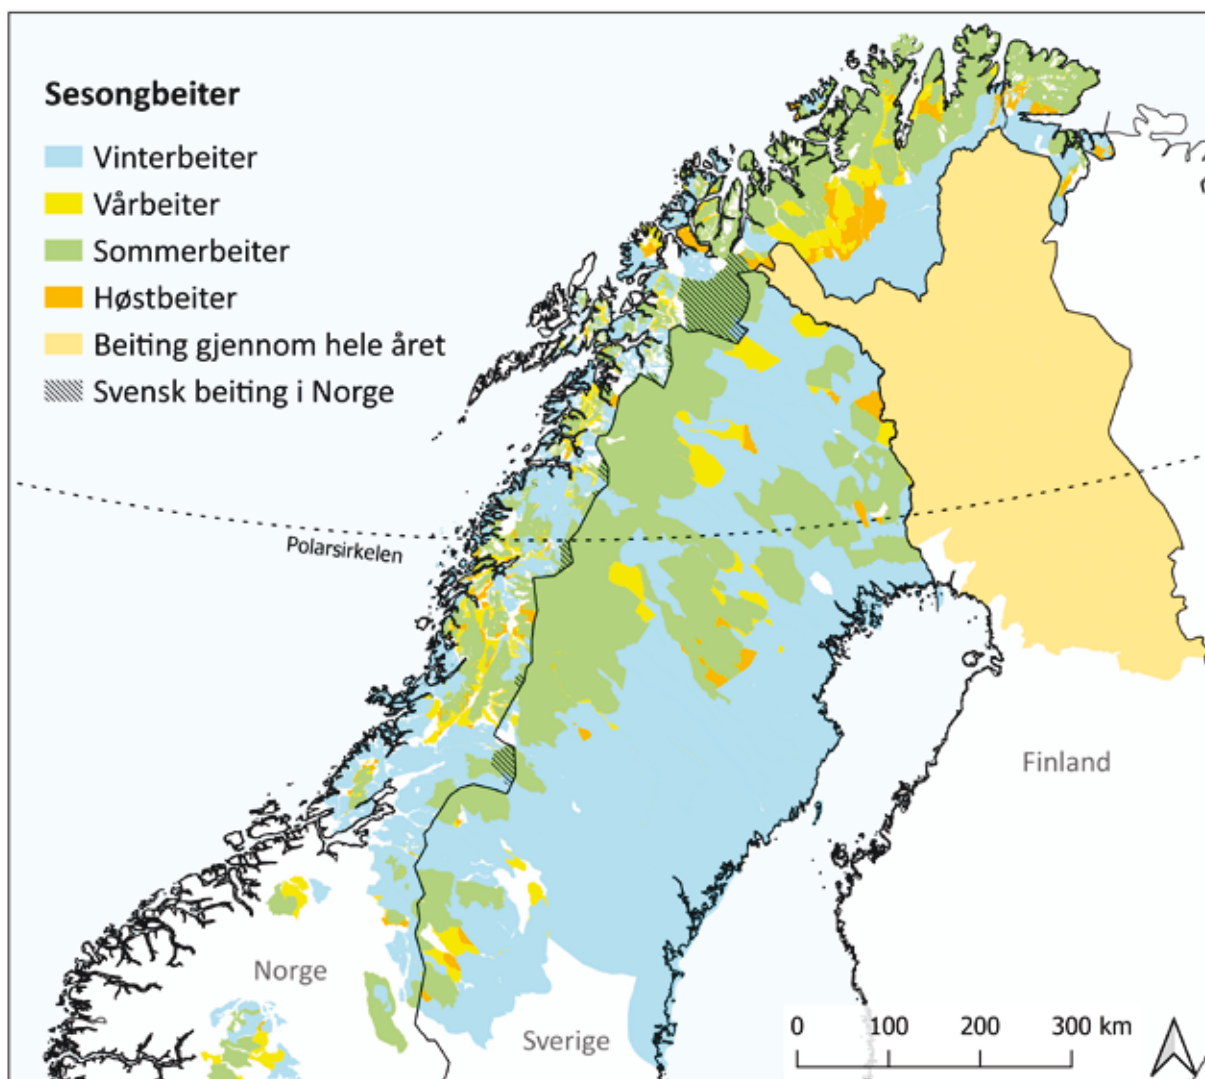 Sesongbeiter
Vinterbeiter
Vårbeiter
Sommerbeiter
Høstbeiter
Beiting gjennom hele året
Svensk beiting i Norge
Polarsirkelen
Finland
Norge
Sverige
0 100 200 300 km